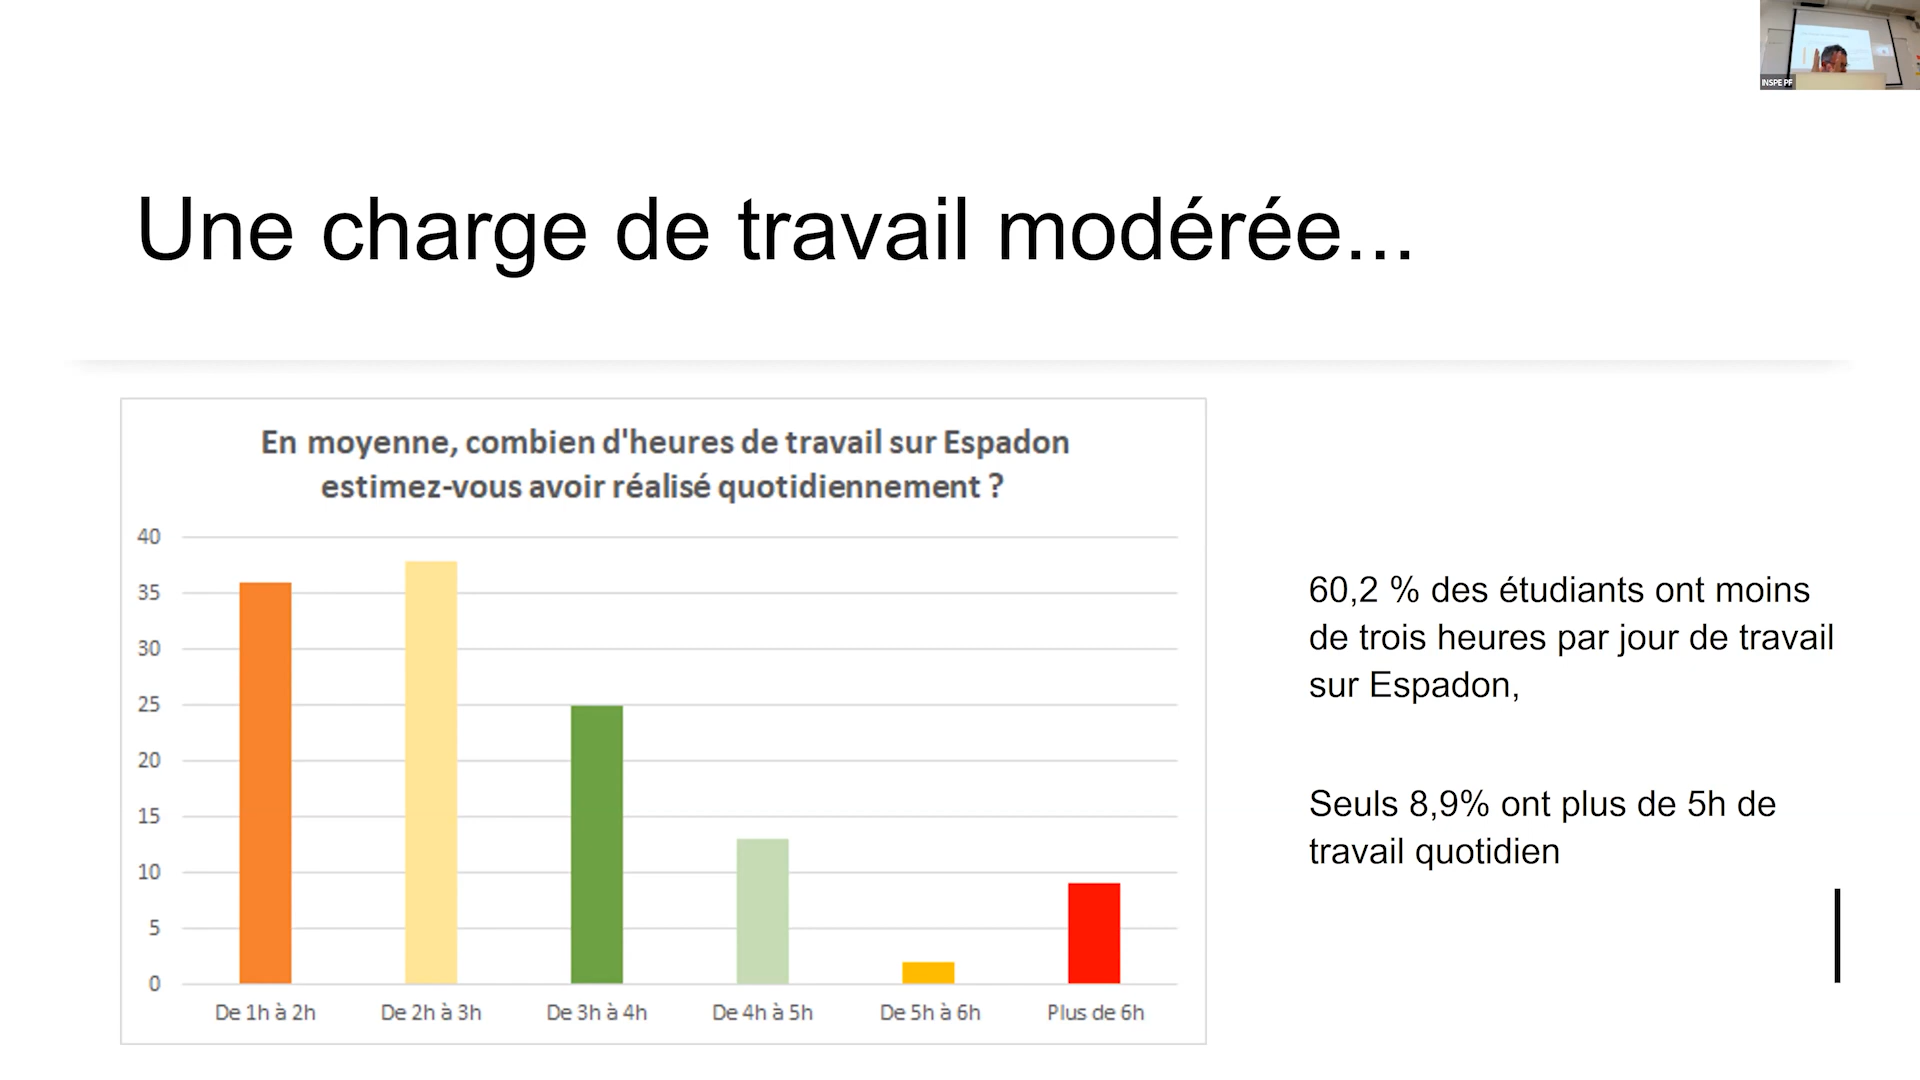 INSPE PF
Une charge de travail modérée...
En moyenne, combien d'heures de travail sur Espadon
estimez-vous avoir réalisé quotidiennement ?
40
35
30
25
20
15
10
5
0
De 1h à 2h
De 2h à 3h
De 3h à 4h
De 4h à 5h
De 5h à 6h
Plus de 6h
60,2 % des étudiants ont moins
de trois heures par jour de travail
sur Espadon,
Seuls 8,9% ont plus de 5h de
travail quotidien